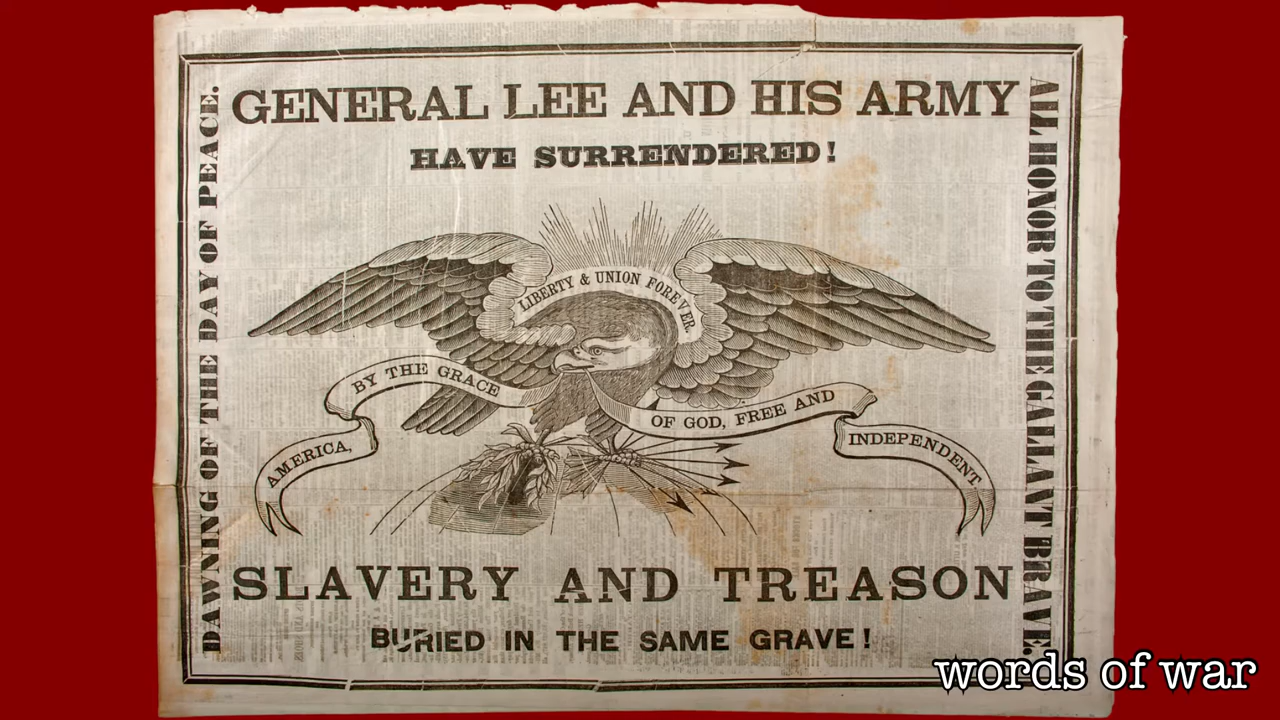 GENERAL LEE AND HIS ARMY
HAVE SURRENDERED!
DAWNING OF THE DAY OF PEACE.
ALL HONOR TO THE GALLANT BRAVE.
LIBERTY & UNION FOREVER.
AMERICA,
BY THE GRACE
OF GOD, FREE AND
INDEPENDENT.
SLAVERY AND TREASON
BURIED IN THE SAME GRAVE!
words of war